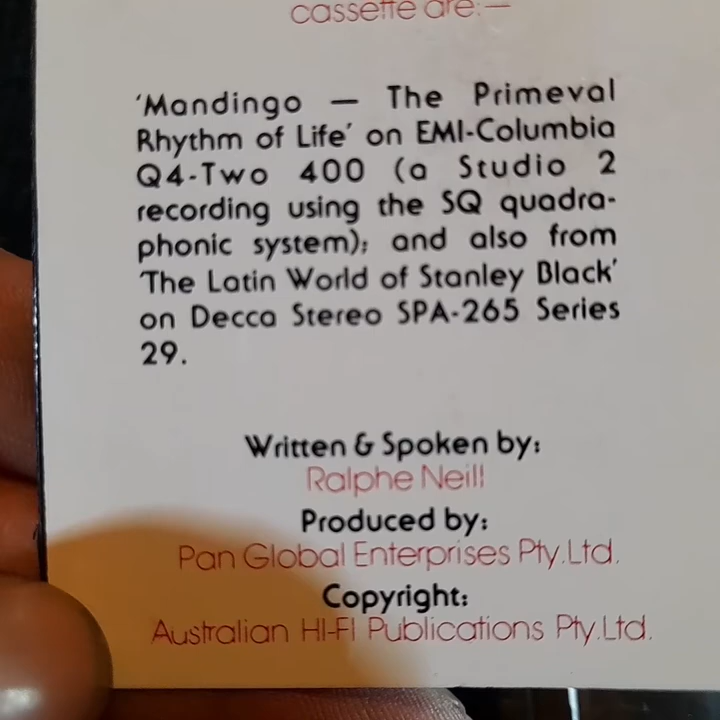 cassette are:—
'Mandingo — The Primeval
Rhythm of Life' on EMI-Columbia
Q4-Two 400 (a Studio 2
recording using the SQ quadra-
phonic system); and also from
'The Latin World of Stanley Black'
on Decca Stereo SPA-265 Series
29.
Written & Spoken by:
Ralphe Neill
Produced by:
Pan Global Enterprises Pty.Ltd.
Copyright:
Australian HI-FI Publications Pty.Ltd.